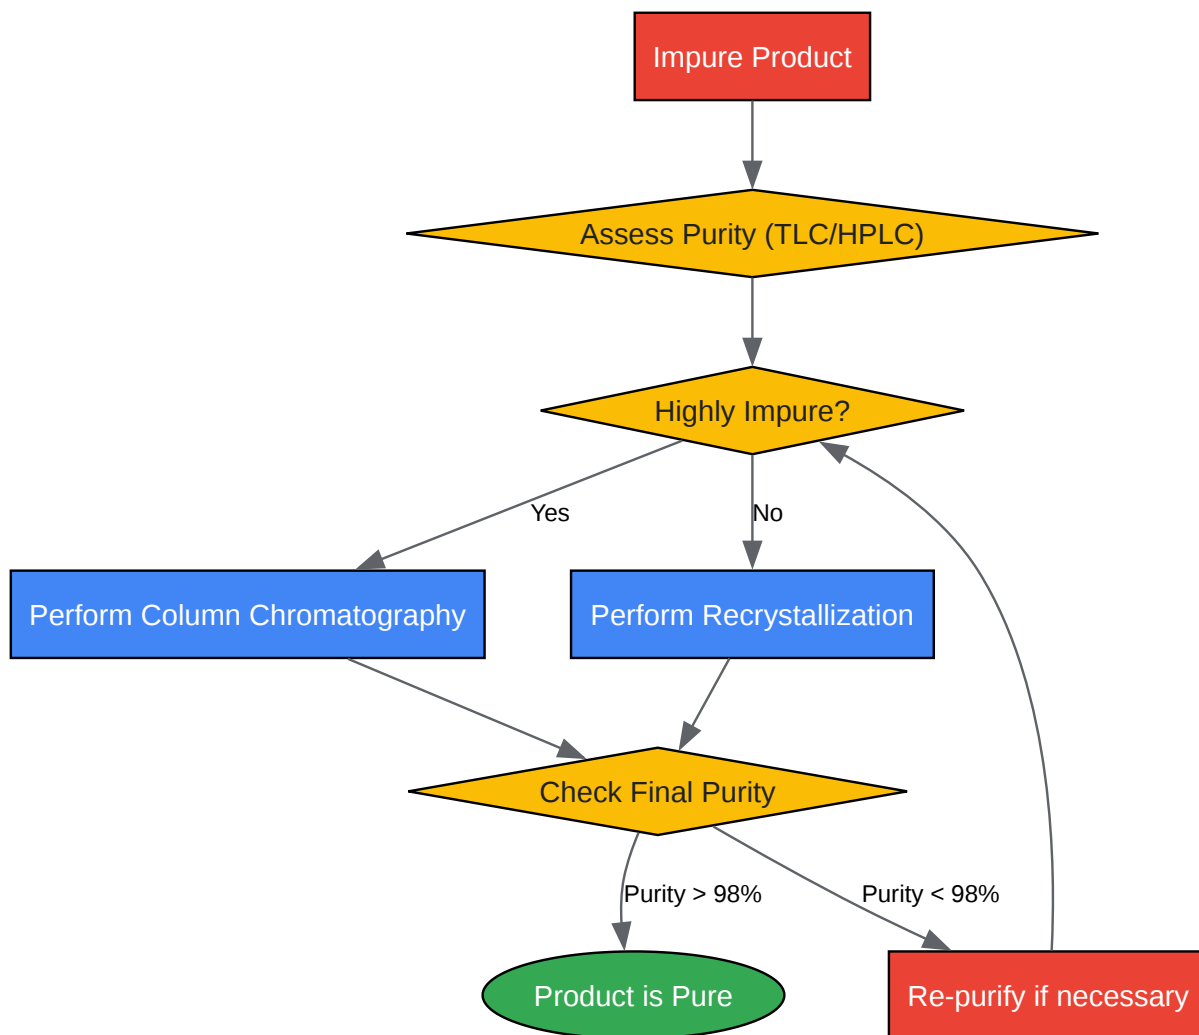 Impure Product
Assess Purity (TLC/HPLC)
Highly Impure?
Yes
No
Perform Column Chromatography
Perform Recrystallization
Check Final Purity
Purity > 98%
Purity < 98%
Product is Pure
Re-purify if necessary